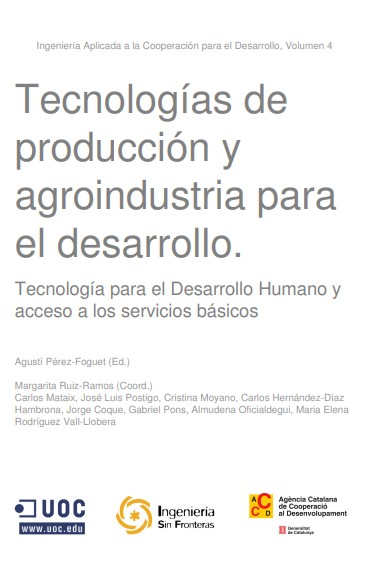 Ingeniería Aplicada a la Cooperación para el Desarrollo, Volumen 4
Tecnologías de
producción y
agroindustria para
el desarrollo.
Tecnología para el Desarrollo Humano y
acceso a los servicios básicos
Agustí Pérez-Foguet (Ed.)
Margarita Ruiz-Ramos (Coord.)
Carlos Mataix, José Luis Postigo, Cristina Moyano, Carlos Hernández-Díaz
Hambrona, Jorge Coque, Gabriel Pons, Almudena Oficialdegui, Maria Elena
Rodríguez Vall-Llobera
UOC
www.uoc.edu
Ingeniería
Sin Fronteras
A C
C D
Agència Catalana
de Cooperació
al Desenvolupament
Generalitat
de Catalunya